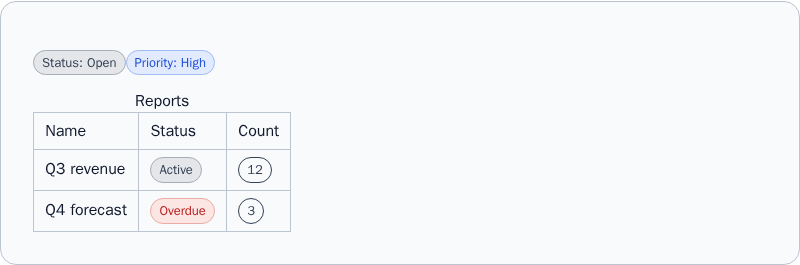 Status: Open Priority: High
Reports
Name Status Count
Q3 revenue Active 12
Q4 forecast Overdue 3